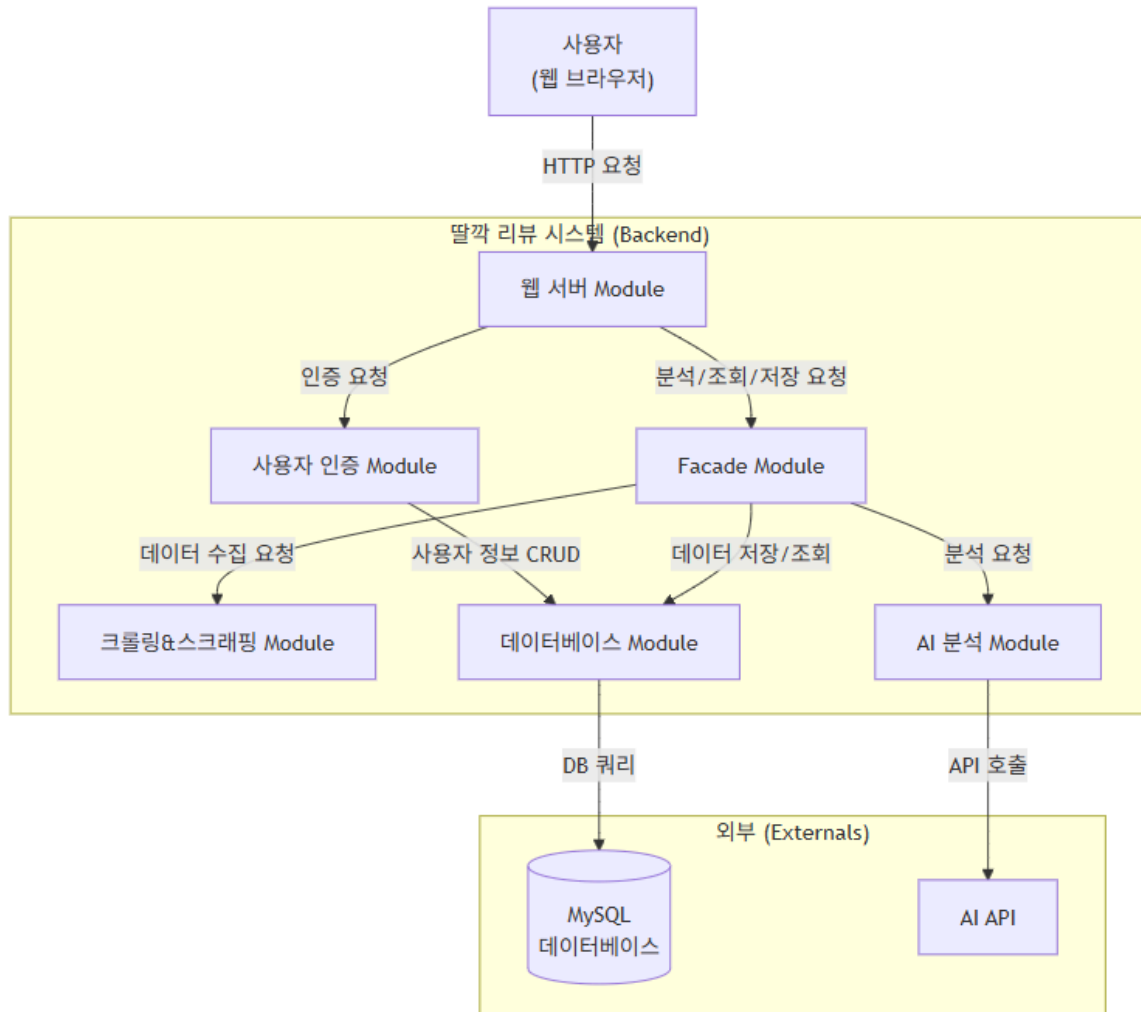 사용자
(웹 브라우저)
HTTP 요청
딸깍 리뷰 시스템 (Backend)
웹 서버 Module
인증 요청
분석/조회/저장 요청
사용자 인증 Module
Facade Module
데이터 수집 요청
사용자 정보 CRUD
데이터 저장/조회
분석 요청
크롤링&스크래핑 Module
데이터베이스 Module
AI 분석 Module
DB 쿼리
API 호출
외부 (Externals)
MySQL
데이터베이스
AI API